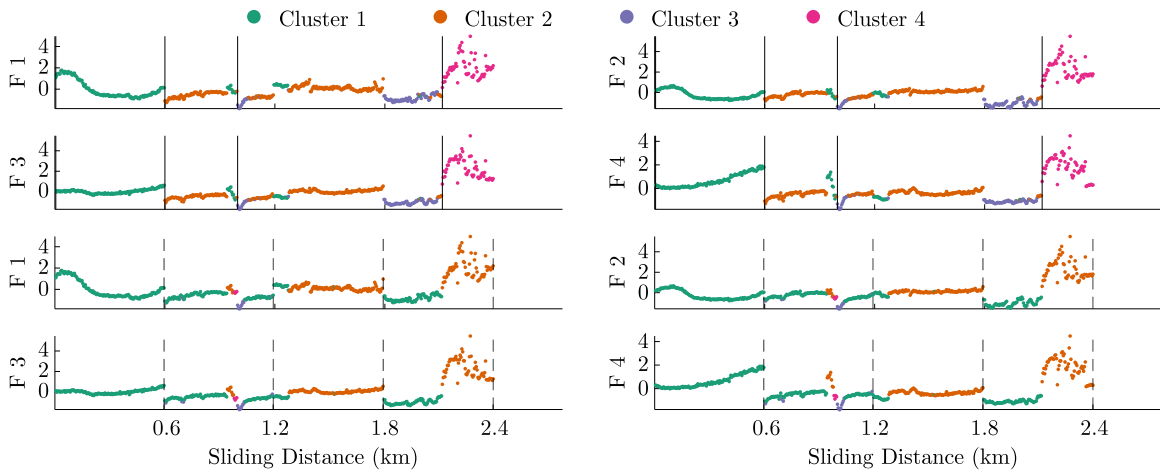 Cluster 1 Cluster 2 Cluster 3 Cluster 4
F 1 4 2 0
F 2 4 2 0
F 3 4 2 0
F 4 4 2 0
F 1 4 2 0
F 2 4 2 0
F 3 4 2 0
F 4 4 2 0
0.6 1.2 1.8 2.4 0.6 1.2 1.8 2.4
Sliding Distance (km) Sliding Distance (km)